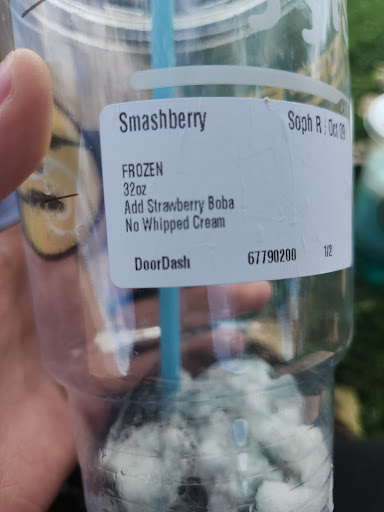 Smashberry Soph R : Oct 09
FROZEN
32oz
Add Strawberry Boba
No Whipped Cream
DoorDash 67790200 1/2